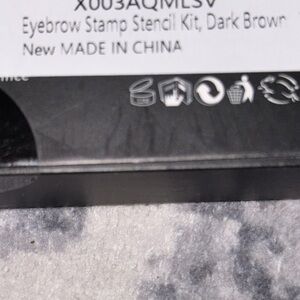 X003AQMLSV
Eyebrow Stamp Stencil Kit, Dark Brown
New MADE IN CHINA